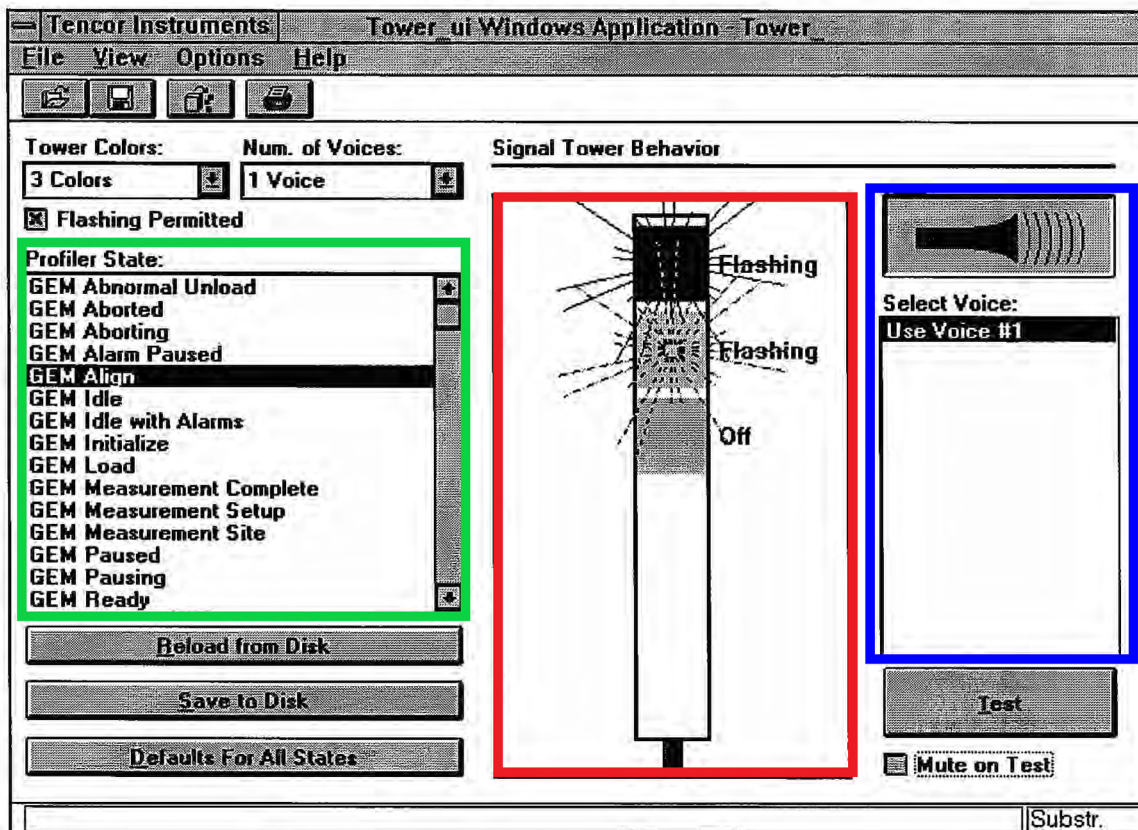 Tencor Instruments Tower_ui Windows Application - Tower_
File View Options Help
Tower Colors: Num. of Voices:
3 Colors 1 Voice
Flashing Permitted
Profiler State:
GEM Abnormal Unload
GEM Aborted
GEM Aborting
GEM Alarm Paused
GEM Align
GEM Idle
GEM Idle with Alarms
GEM Initialize
GEM Load
GEM Measurement Complete
GEM Measurement Setup
GEM Measurement Site
GEM Paused
GEM Pausing
GEM Ready
Reload from Disk
Save to Disk
Defaults For All States
Signal Tower Behavior
Flashing
Flashing
Off
Select Voice:
Use Voice #1
Test
Mute on Test
Substr.